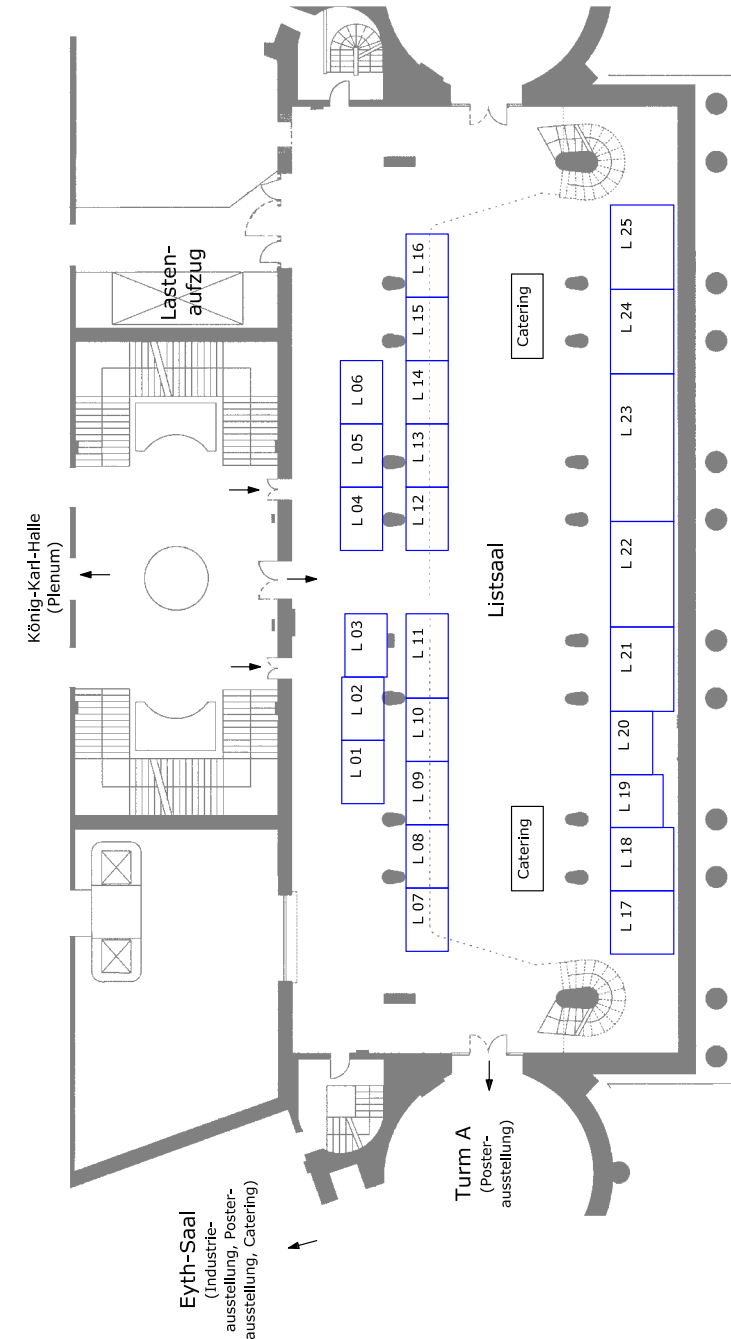 König-Karl-Halle
(Plenum)
Lasten-
aufzug
Eyth-Saal
(Industrie-
ausstellung, Poster-
ausstellung, Catering)
L 01
L 02
L 03
L 04
L 05
L 06
L 07
L 08
L 09
L 10
L 11
L 12
L 13
L 14
L 15
L 16
Turm A
(Poster-
ausstellung)
Listsaal
Catering
Catering
L 17
L 18
L 19
L 20
L 21
L 22
L 23
L 24
L 25